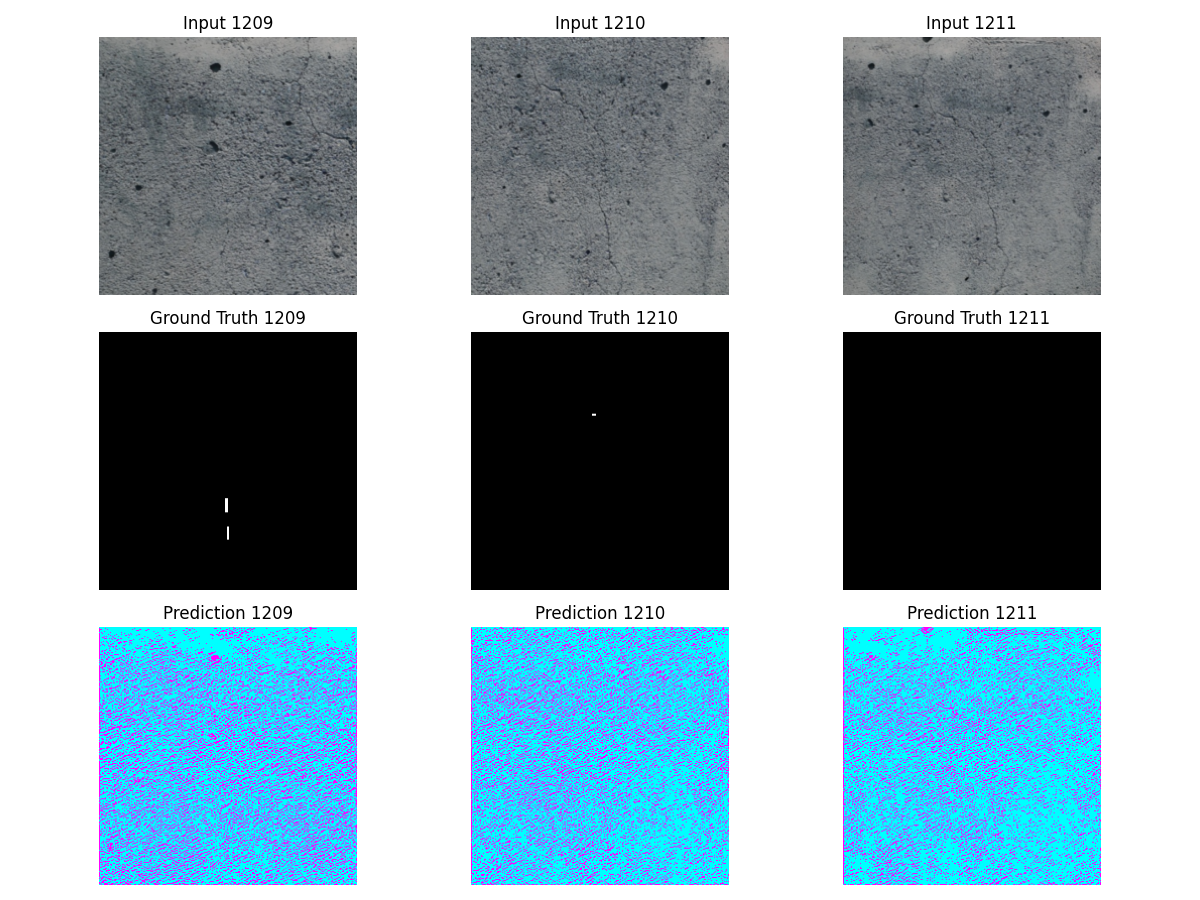 Input 1209
Input 1210
Input 1211
Ground Truth 1209
Ground Truth 1210
Ground Truth 1211
Prediction 1209
Prediction 1210
Prediction 1211